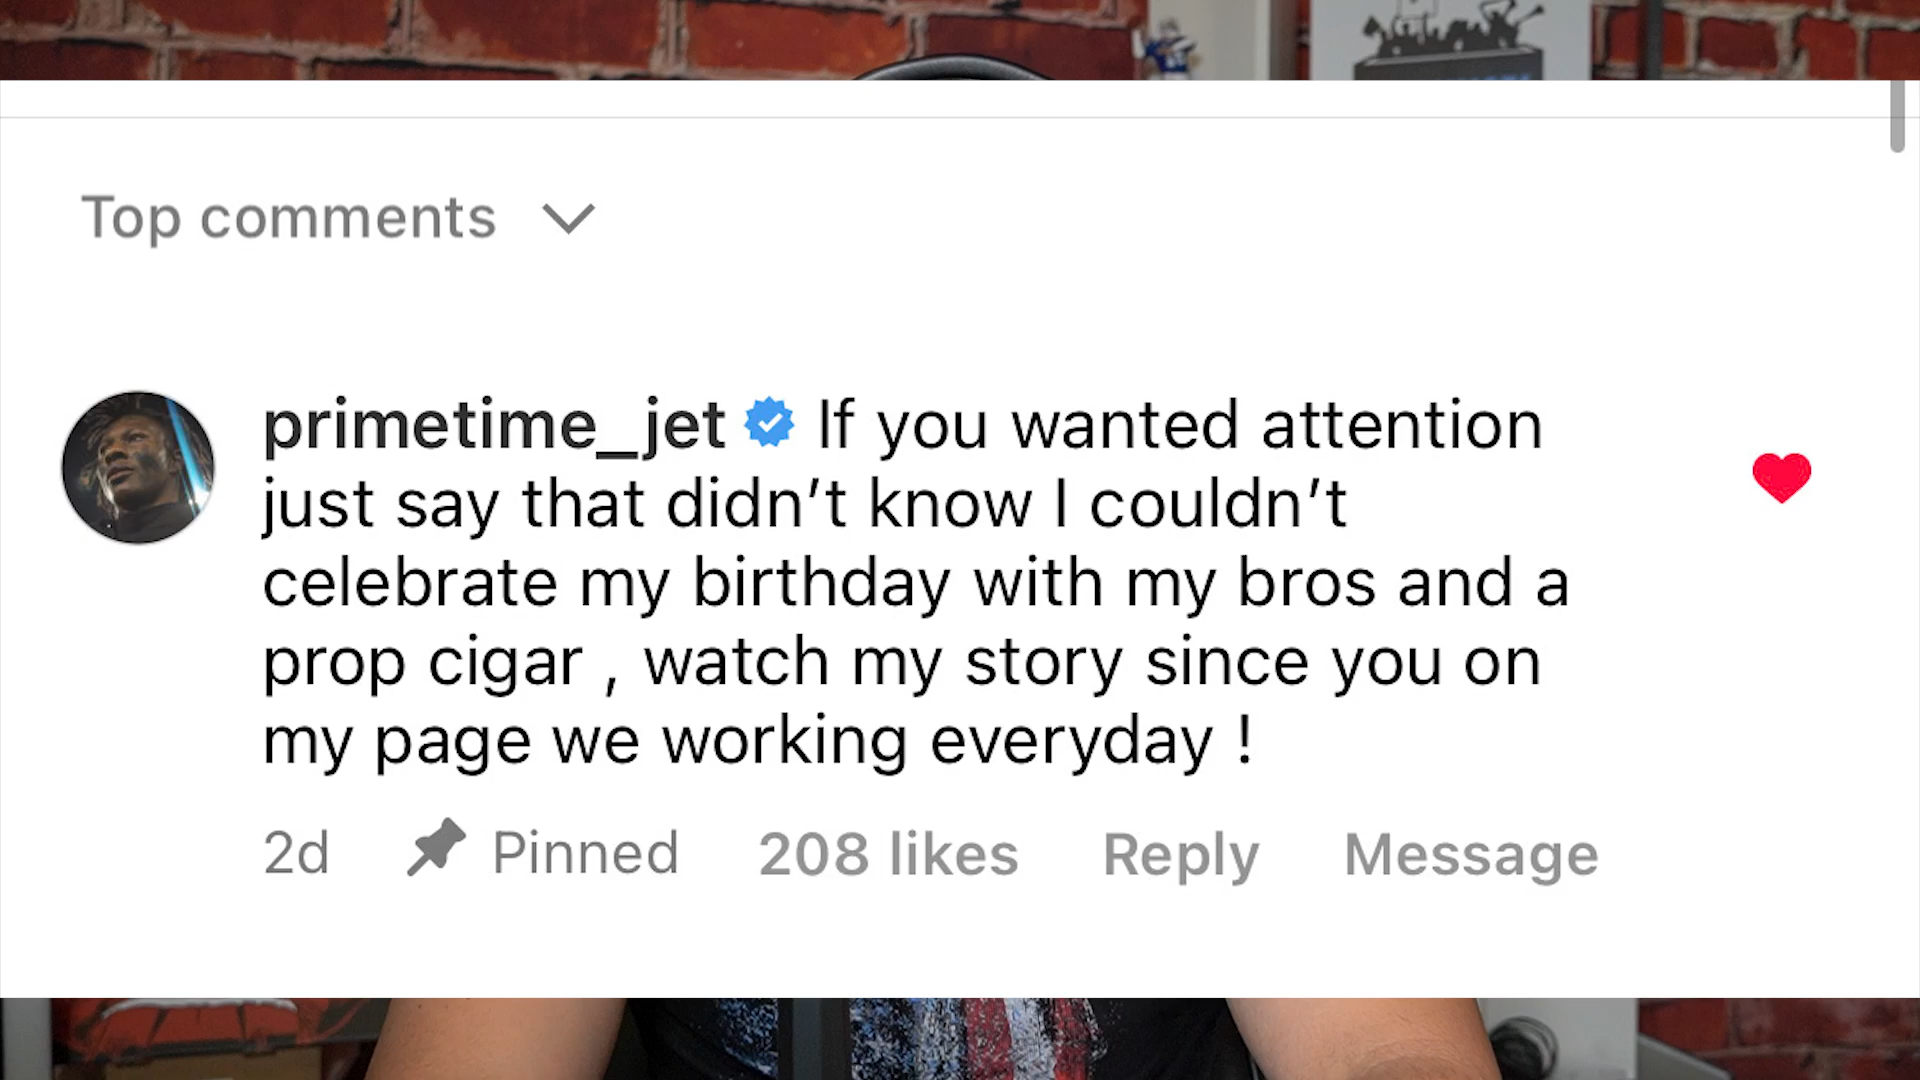 Top comments
primetime_jet If you wanted attention
just say that didn’t know I couldn’t
celebrate my birthday with my bros and a
prop cigar , watch my story since you on
my page we working everyday !
2d Pinned 208 likes Reply Message